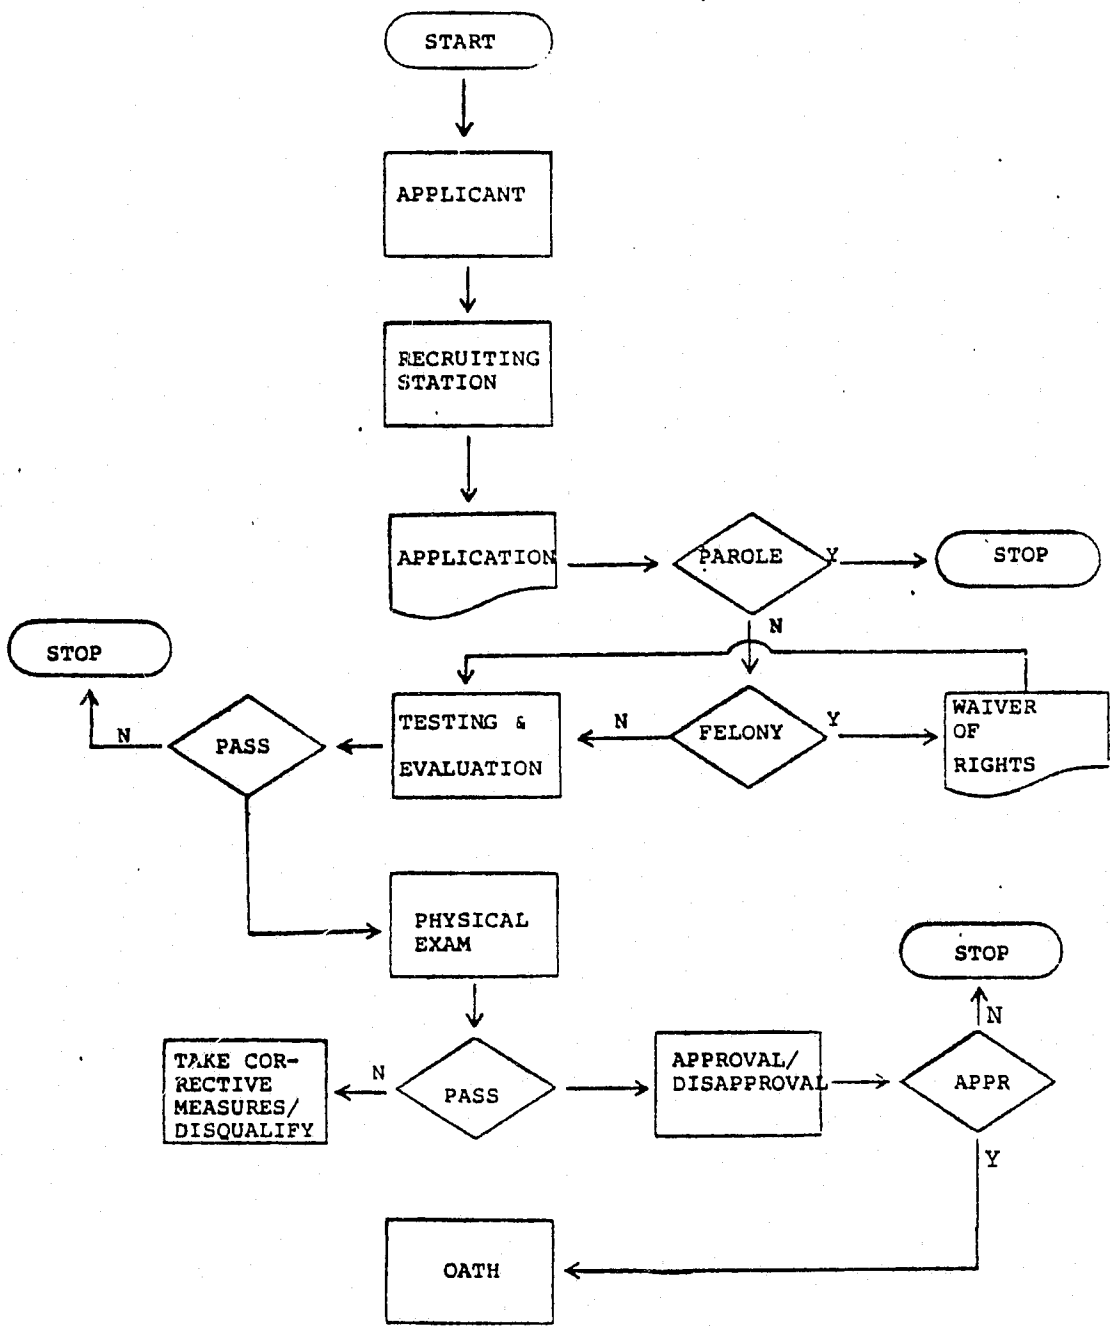 START
APPLICANT
RECRUITING
STATION
APPLICATION
PAROLE
Y
STOP
N
STOP
N
PASS
TESTING &
EVALUATION
N
FELONY
Y
WAIVER
OF
RIGHTS
PHYSICAL
EXAM
STOP
N
TAKE COR-
RECTIVE
MEASURES/
DISQUALIFY
N
PASS
APPROVAL/
DISAPPROVAL
APPR
Y
OATH